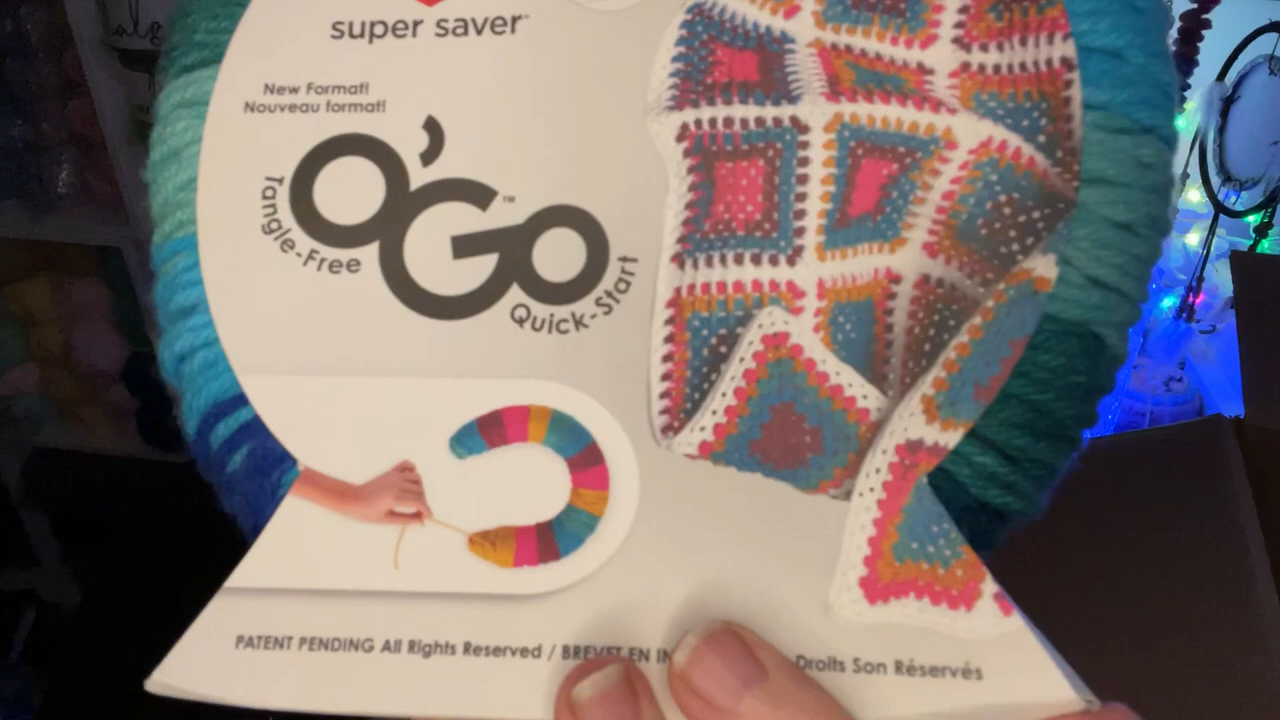 super saver
New Format!
Nouveau format!
O'Go™
Tangle-Free
Quick-Start
PATENT PENDING All Rights Reserved / BREVET EN Droits Son Réservés